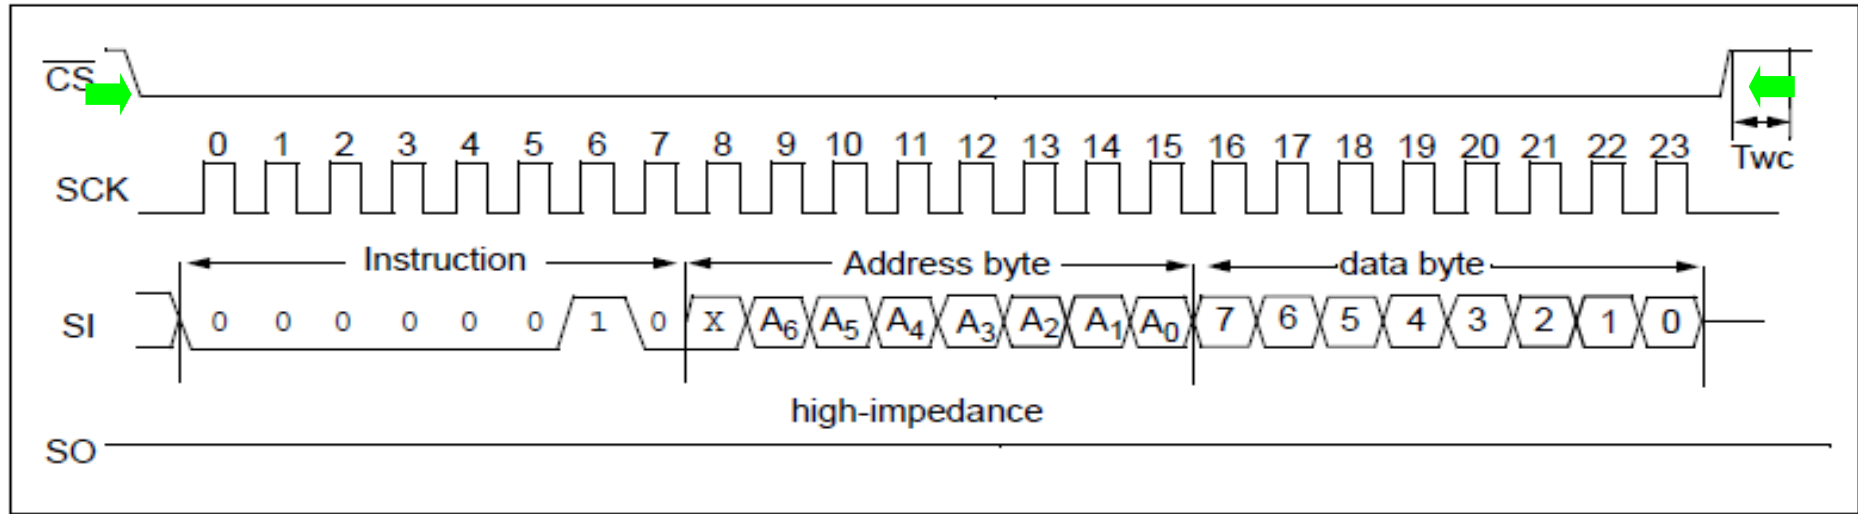 CS
0 1 2 3 4 5 6 7 8 9 10 11 12 13 14 15 16 17 18 19 20 21 22 23
Twc
SCK
Instruction Address byte data byte
SI 0 0 0 0 0 0 1 0 X A6 A5 A4 A3 A2 A1 A0 7 6 5 4 3 2 1 0
high-impedance
SO